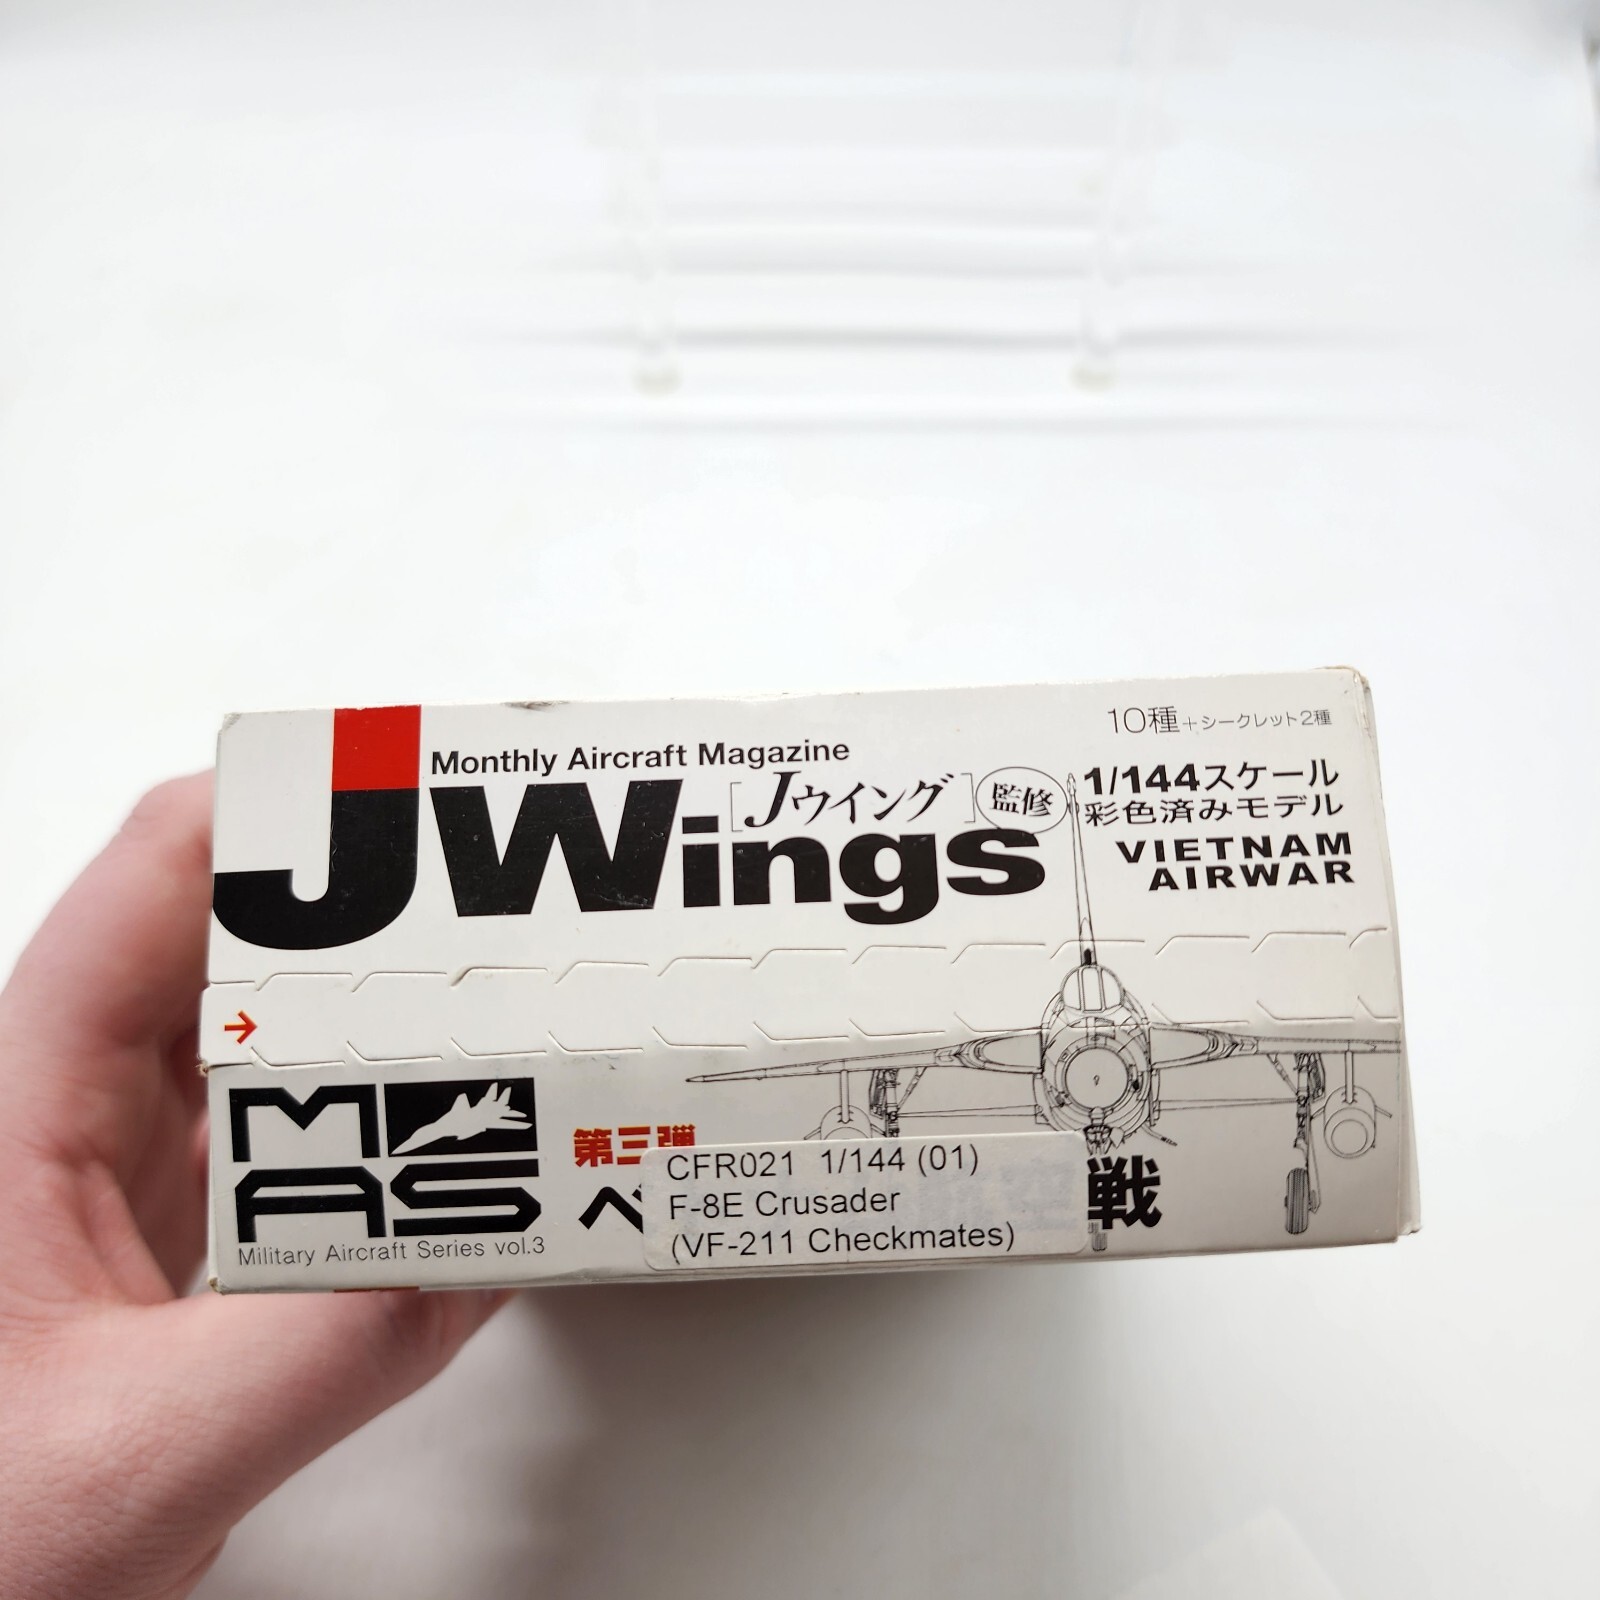 10種+シークレット2種
Monthly Aircraft Magazine
J Wings
[Jウイング]
監修
1/144スケール
彩色済みモデル
VIETNAM
AIRWAR
→
MAS
Military Aircraft Series vol.3
第三弾
ベ
戦
CFR021 1/144 (01)
F-8E Crusader
(VF-211 Checkmates)